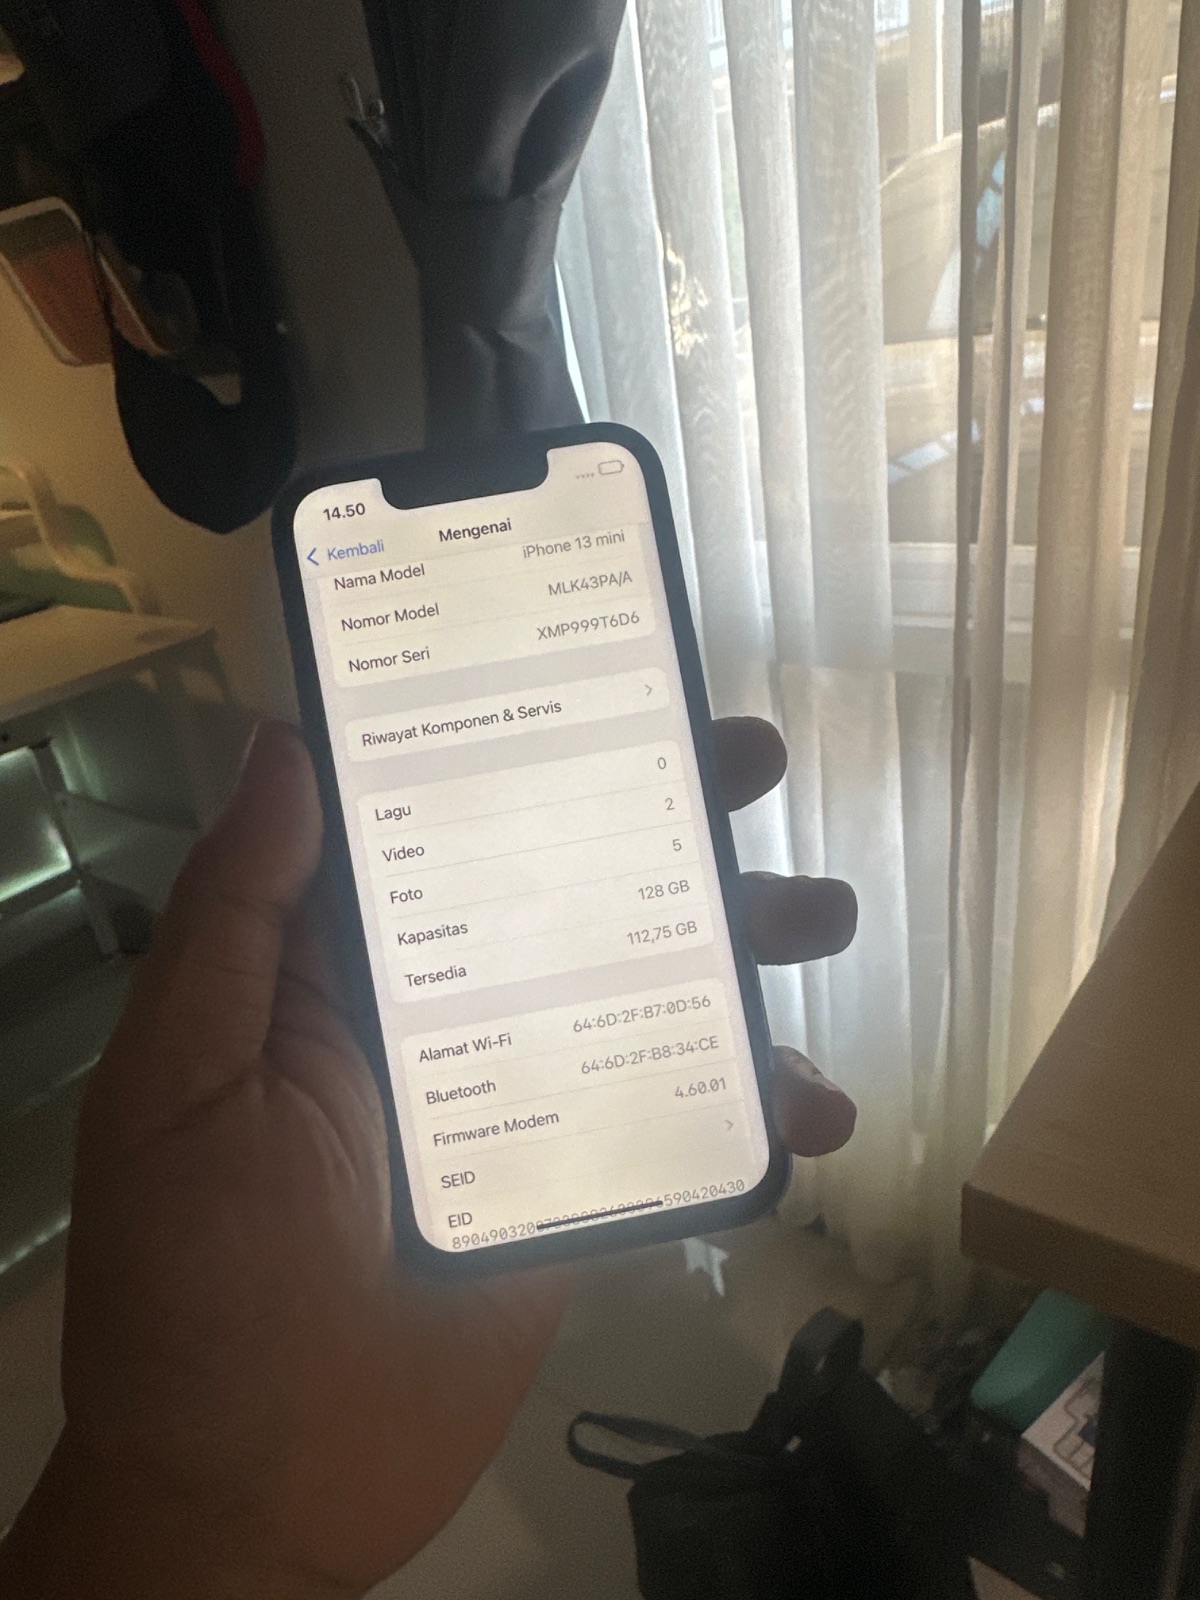 14.50
Kembali
Mengenai
Nama Model iPhone 13 mini
Nomor Model MLK43PA/A
Nomor Seri XMP999T6D6
Riwayat Komponen & Servis
Lagu 0
Video 2
Foto 5
Kapasitas 128 GB
Tersedia 112,75 GB
Alamat Wi-Fi 64:6D:2F:B7:0D:56
Bluetooth 64:6D:2F:B8:34:CE
Firmware Modem 4.60.01
SEID
EID